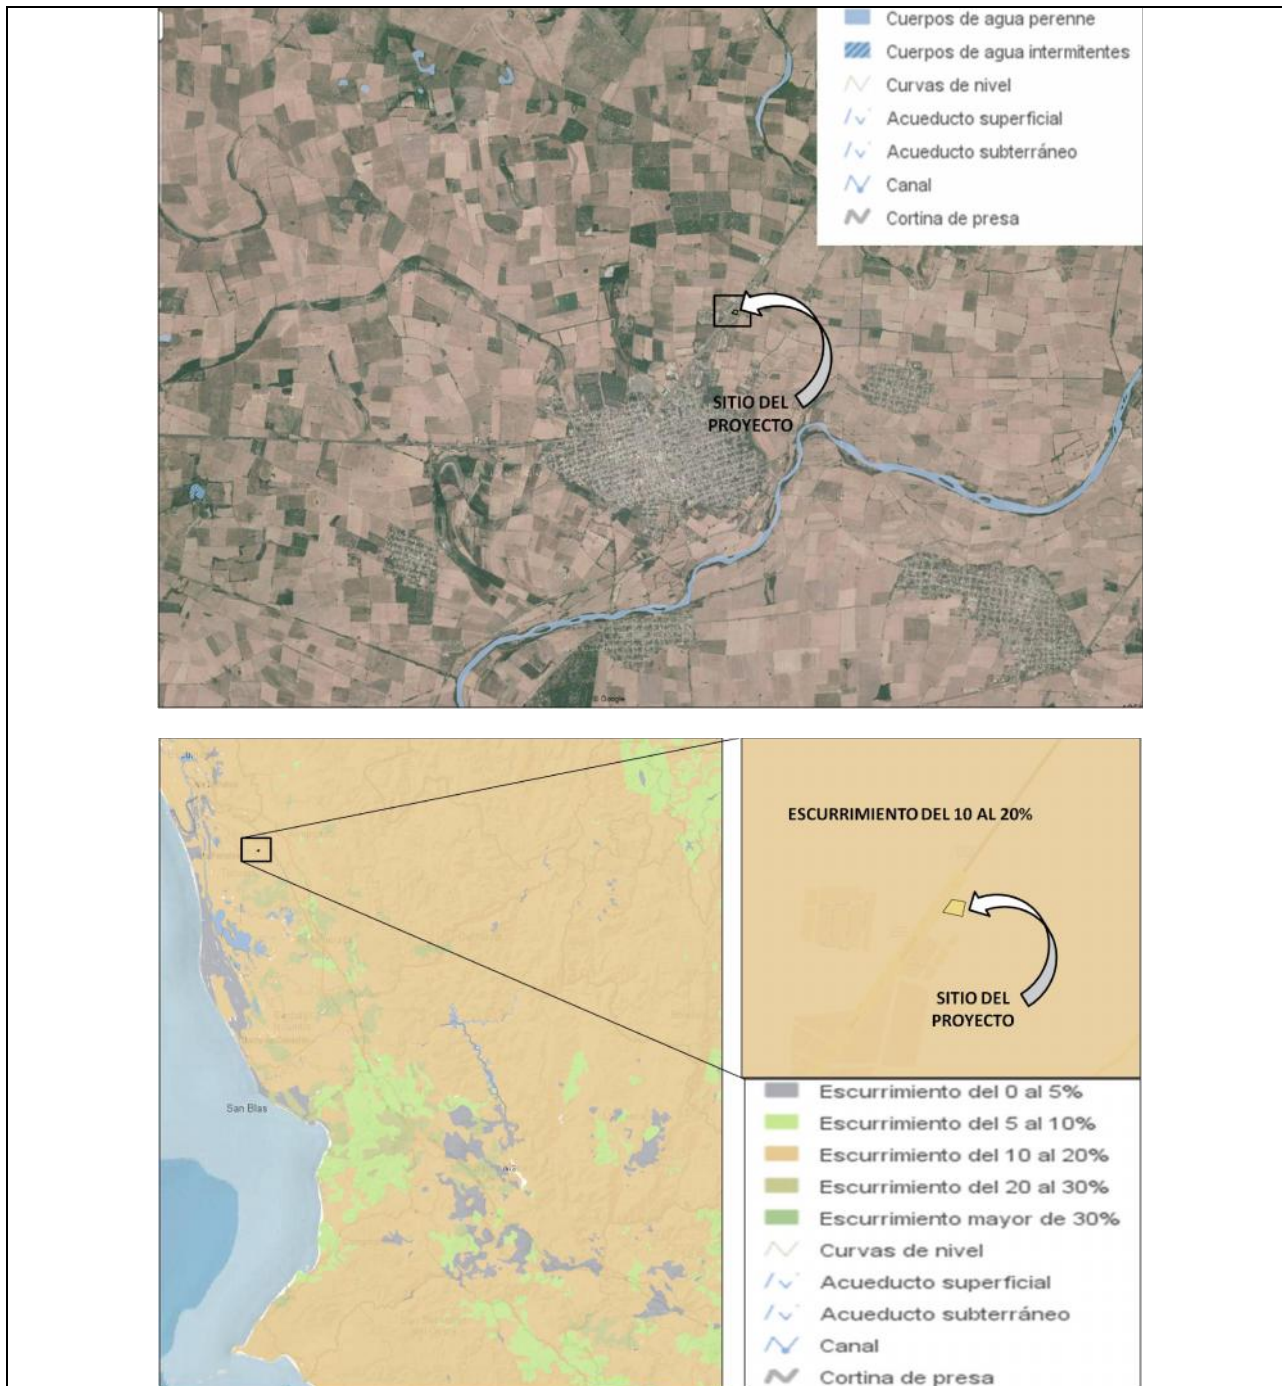 Cuerpos de agua perenne
Cuerpos de agua intermitentes
Curvas de nivel
Acueducto superficial
Acueducto subterráneo
Canal
Cortina de presa
SITIO DEL
PROYECTO
© Google
ESCURRIMIENTO DEL 10 AL 20%
SITIO DEL
PROYECTO
San Blas
Escurrimiento del 0 al 5%
Escurrimiento del 5 al 10%
Escurrimiento del 10 al 20%
Escurrimiento del 20 al 30%
Escurrimiento mayor de 30%
Curvas de nivel
Acueducto superficial
Acueducto subterráneo
Canal
Cortina de presa